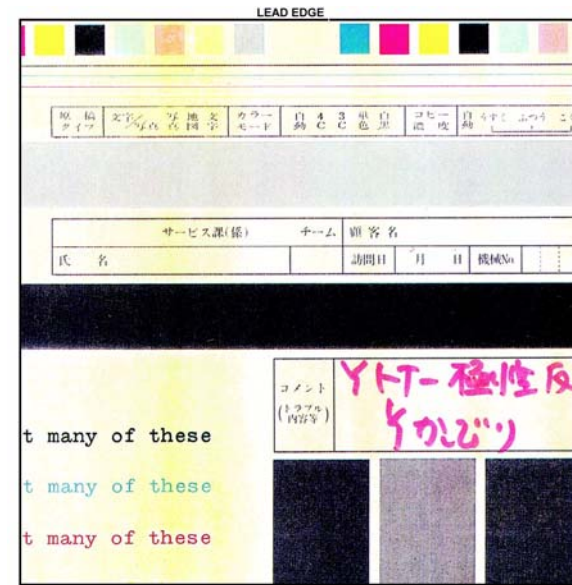 LEAD EDGE
原稿タイプ 文字/写真 写真 地図 文字 カラーモード 自動 4C 3C 単色 白黒 コピー濃度 自動 うすく ふつう こ
サービス課(係) チーム 顧客名
氏 名 訪問日 月 日 機械No
コメント
(トラブル内容等)
Yトナー極性反
Yかじり
t many of these
t many of these
t many of these